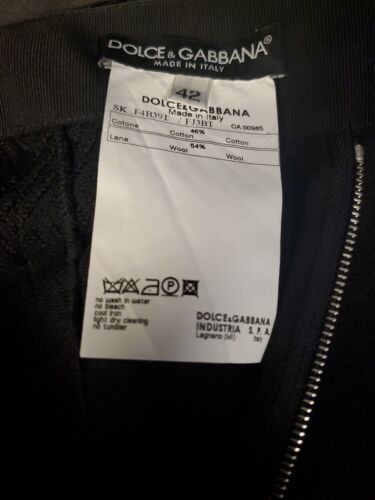 DOLCE & GABBANA®
MADE IN ITALY
42
DOLCE&GABBANA
Made in Italy
SK F4B39T / FJ3BT CA 00985
Cotone 46% Cotton
Cotton
Lana 54% Wool
Wool
A P
no wash in water
no bleach
cool iron
light dry cleaning
no tumbler
DOLCE&GABBANA
INDUSTRIA S.P.A.
Legnano (MI) Italy